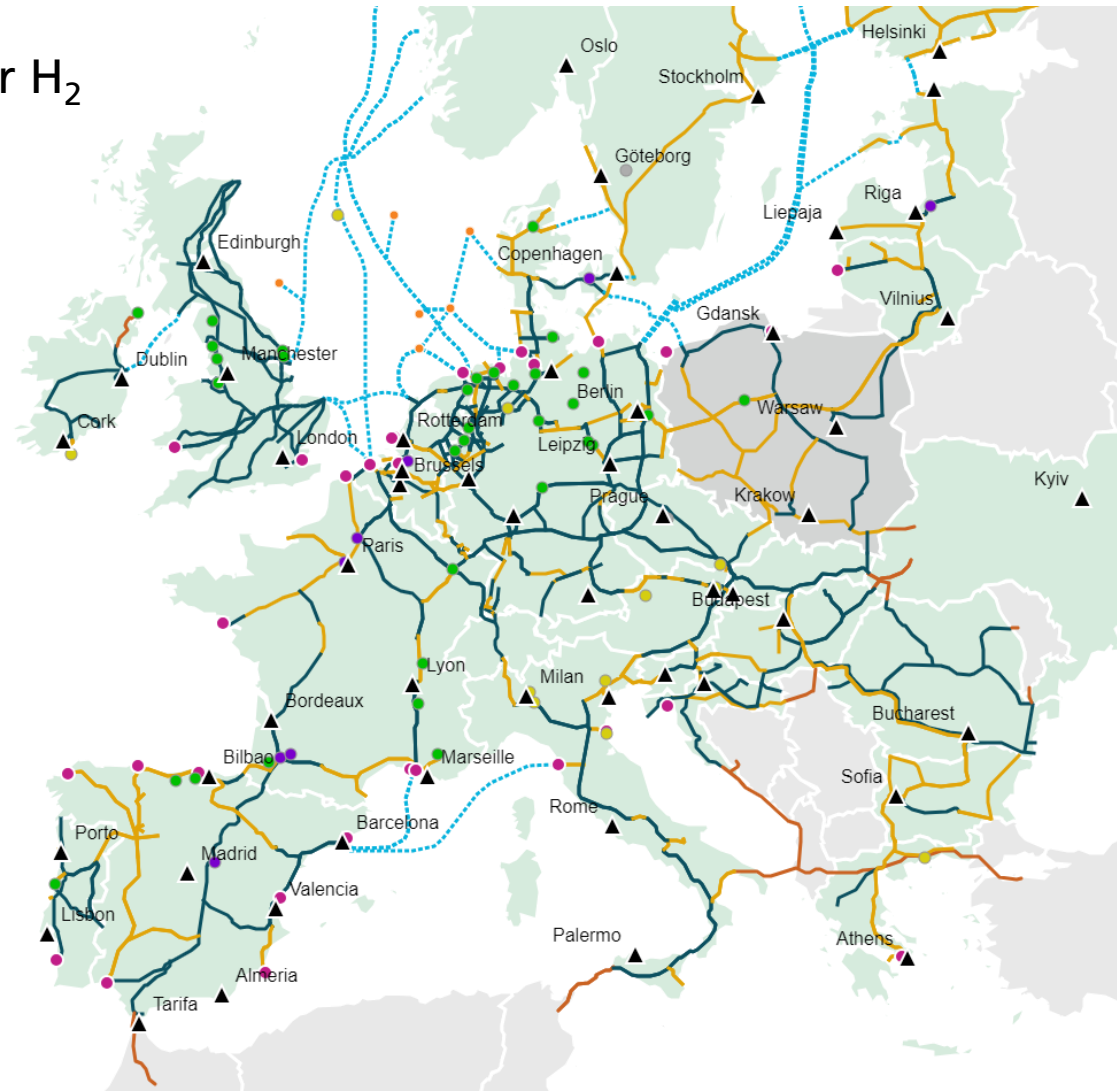 r H₂
Oslo
Helsinki
Stockholm
Göteborg
Riga
Liepaja
Edinburgh
Copenhagen
Vilnius
Gdansk
Dublin
Manchester
Berlin
Warsaw
Cork
Rotterdam
London
Leipzig
Brussels
Kyiv
Prague
Krakow
Paris
Budapest
Lyon
Milan
Bordeaux
Bucharest
Bilbao
Marseille
Sofia
Rome
Barcelona
Porto
Madrid
Valencia
Lisbon
Palermo
Athens
Almeria
Tarifa